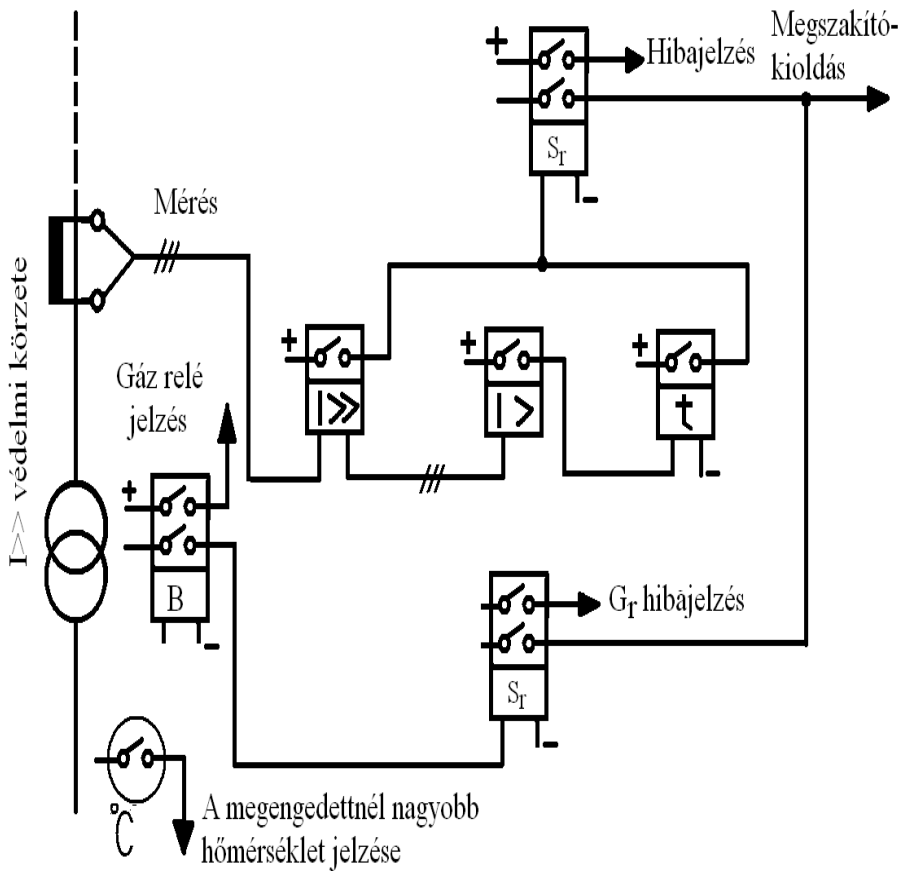 Megszakító-
kioldás
+
Hibajelzés
Sr
-
Mérés
I>> védelmi körzete
+
I>>
+
I>
+
t
-
Gáz relé
jelzés
+
B
-
Gr hibajelzés
Sr
-
°C
A megengedettnél nagyobb
hőmérséklet jelzése